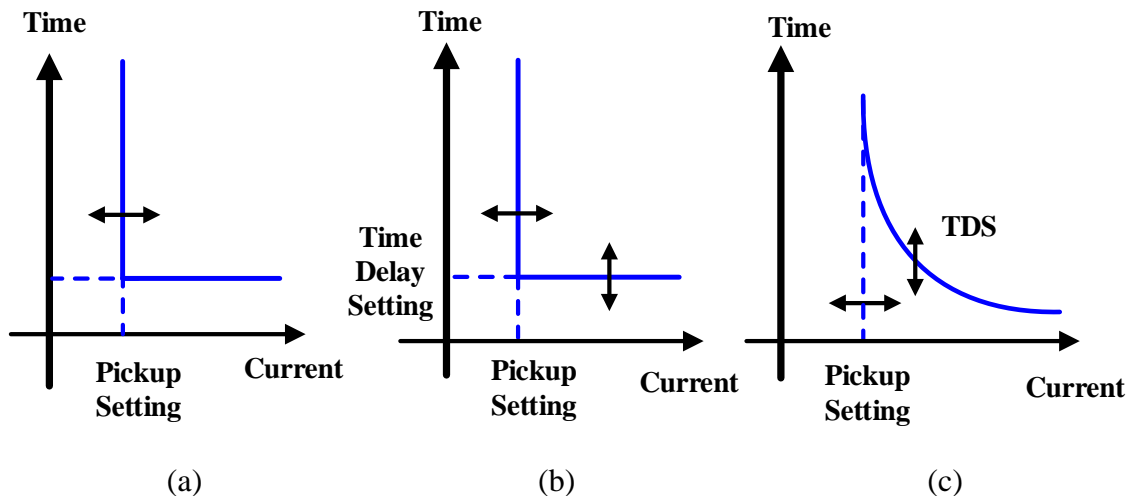 Time
Pickup
Setting
Current
(a)
Time
Time
Delay
Setting
Pickup
Setting
Current
(b)
Time
TDS
Pickup
Setting
Current
(c)